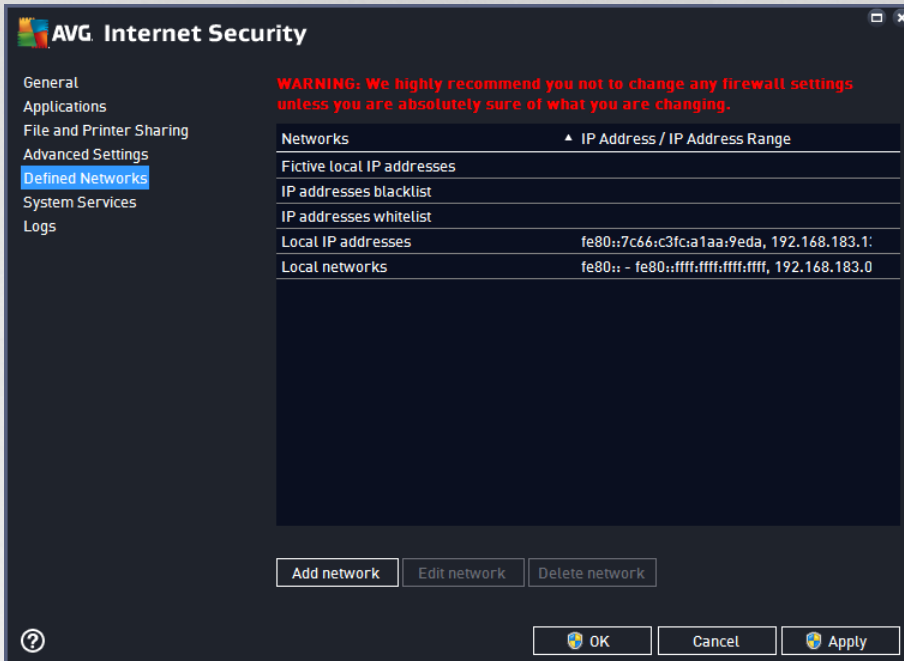 AVG Internet Security
General
Applications
File and Printer Sharing
Advanced Settings
Defined Networks
System Services
Logs
WARNING: We highly recommend you not to change any firewall settings
unless you are absolutely sure of what you are changing.
Networks IP Address / IP Address Range
Fictive local IP addresses
IP addresses blacklist
IP addresses whitelist
Local IP addresses fe80::7c66:c3fc:a1aa:9eda, 192.168.183.1
Local networks fe80:: - fe80::ffff:ffff:ffff:ffff, 192.168.183.0
Add network Edit network Delete network
OK Cancel Apply